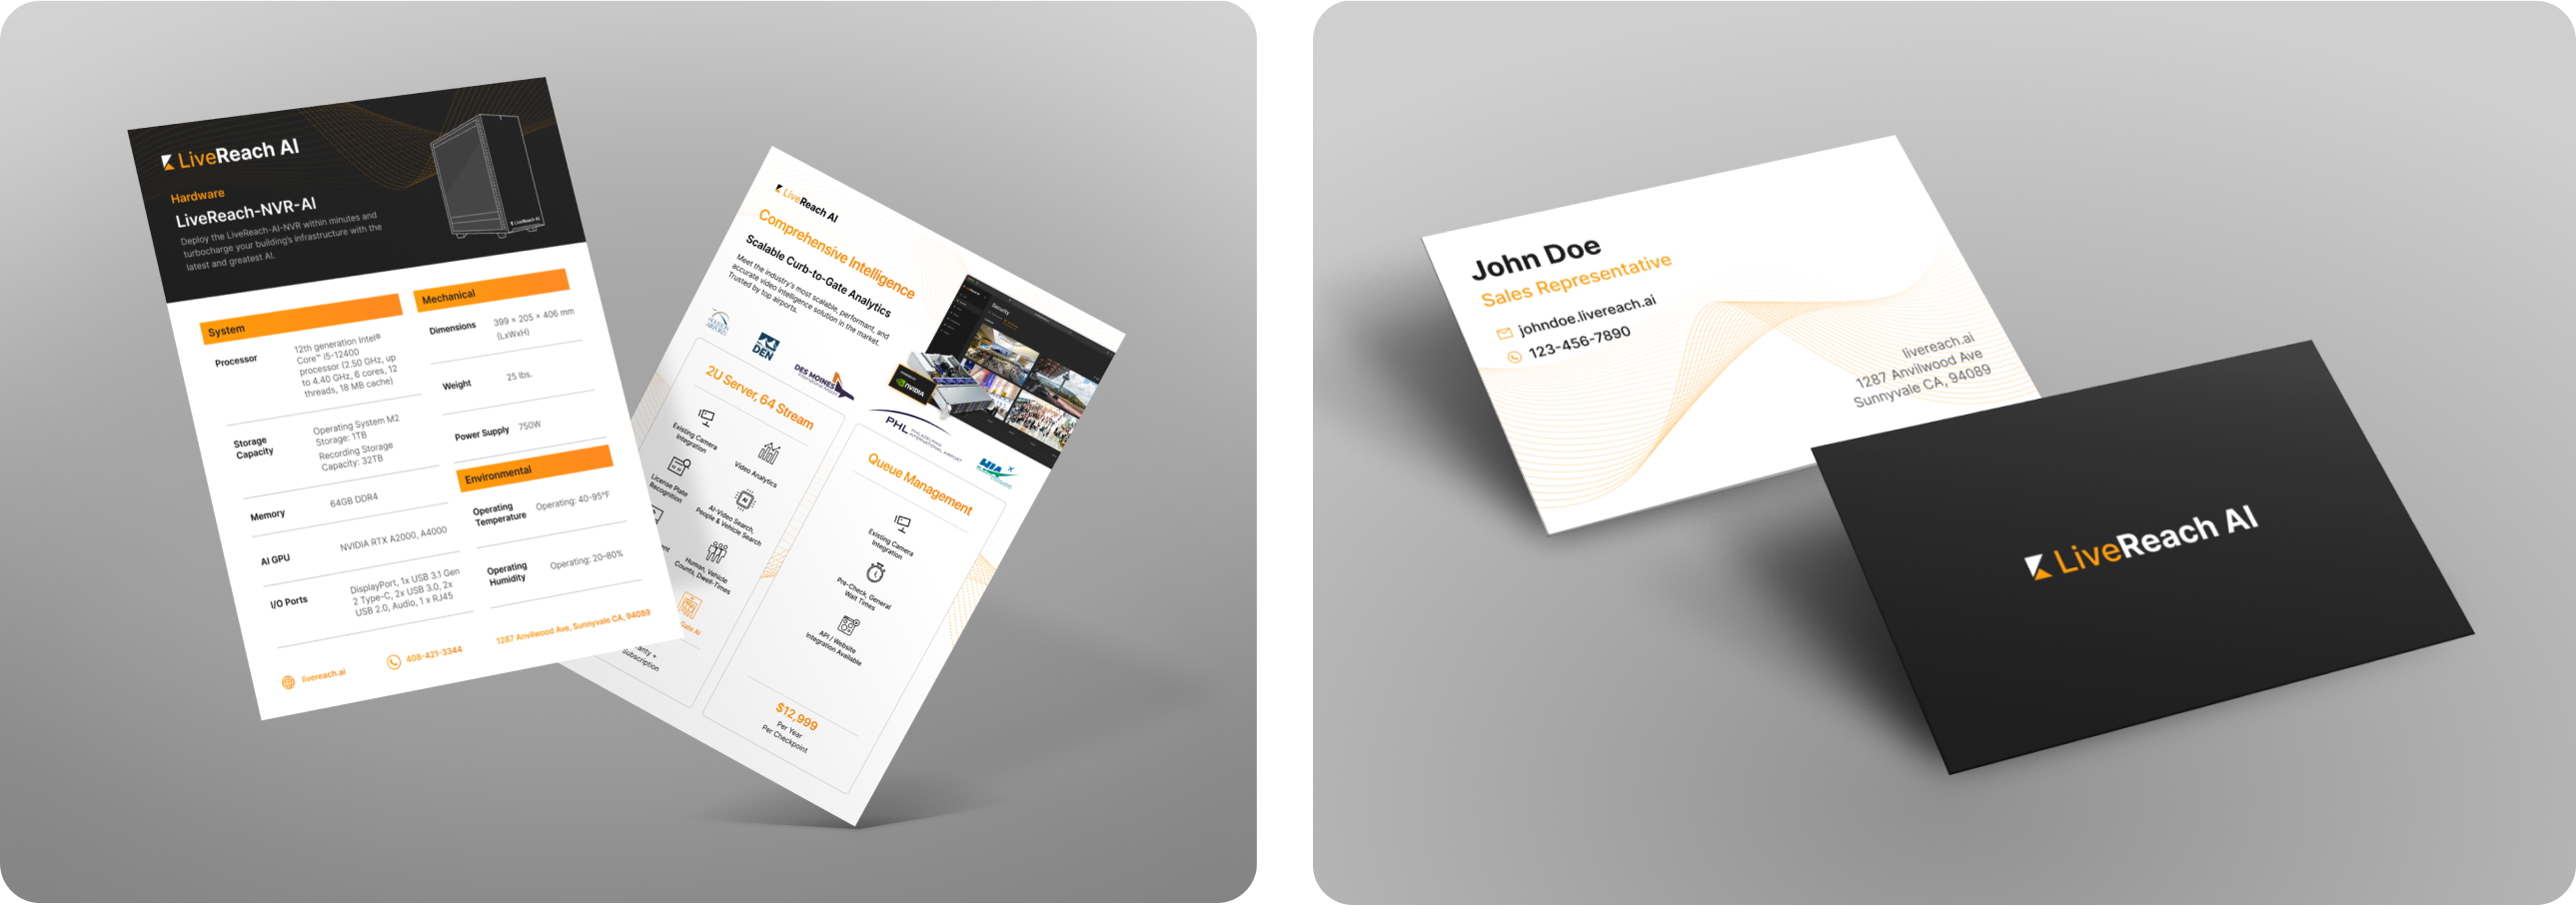 LiveReach AI
Hardware
LiveReach-NVR-AI
Deploy the LiveReach-AI-NVR within minutes and
turbocharge your building's infrastructure with the
latest and greatest AI.
LiveReach AI
System
Processor
12th generation Intel®
Core™ i5-12400
processor (2.50 GHz, up
to 4.40 GHz, 6 cores, 12
threads, 18 MB cache)
Storage
Capacity
Operating System M2
Storage: 1TB
Recording Storage
Capacity: 32TB
Memory
64GB DDR4
AI GPU
NVIDIA RTX A2000, A4000
I/O Ports
DisplayPort, 1x USB 3.1 Gen
2 Type-C, 2x USB 3.0, 2x
USB 2.0, Audio, 1 x RJ45
Mechanical
Dimensions
399 × 205 × 406 mm
(LxWxH)
Weight
25 lbs.
Power Supply
750W
Environmental
Operating
Temperature
Operating: 40-95°F
Operating
Humidity
Operating: 20-80%
livereach.ai
408-421-3344
1287 Anvilwood Ave, Sunnyvale CA, 94089
LiveReach AI
Comprehensive Intelligence
Scalable Curb-to-Gate Analytics
Meet the industry's most scalable, performant, and
accurate video intelligence solution in the market.
Trusted by top airports.
Security
NVIDIA
HOUSTON
AIRPORTS
DEN
DES MOINES
PHL
PHILADELPHIA
INTERNATIONAL AIRPORT
HIA
2U Server, 64 Stream
Existing Camera
Integration
Video Analytics
License Plate
Recognition
AI-Video Search,
People & Vehicle Search
Human, Vehicle
Counts, Dwell-Times
Gate AI
Subscription
Queue Management
Existing Camera
Integration
Pre-Check, General
Wait Times
API / Website
Integration Available
$12,999
Per Year
Per Checkpoint
John Doe
Sales Representative
johndoe.livereach.ai
123-456-7890
livereach.ai
1287 Anvilwood Ave
Sunnyvale CA, 94089
LiveReach AI